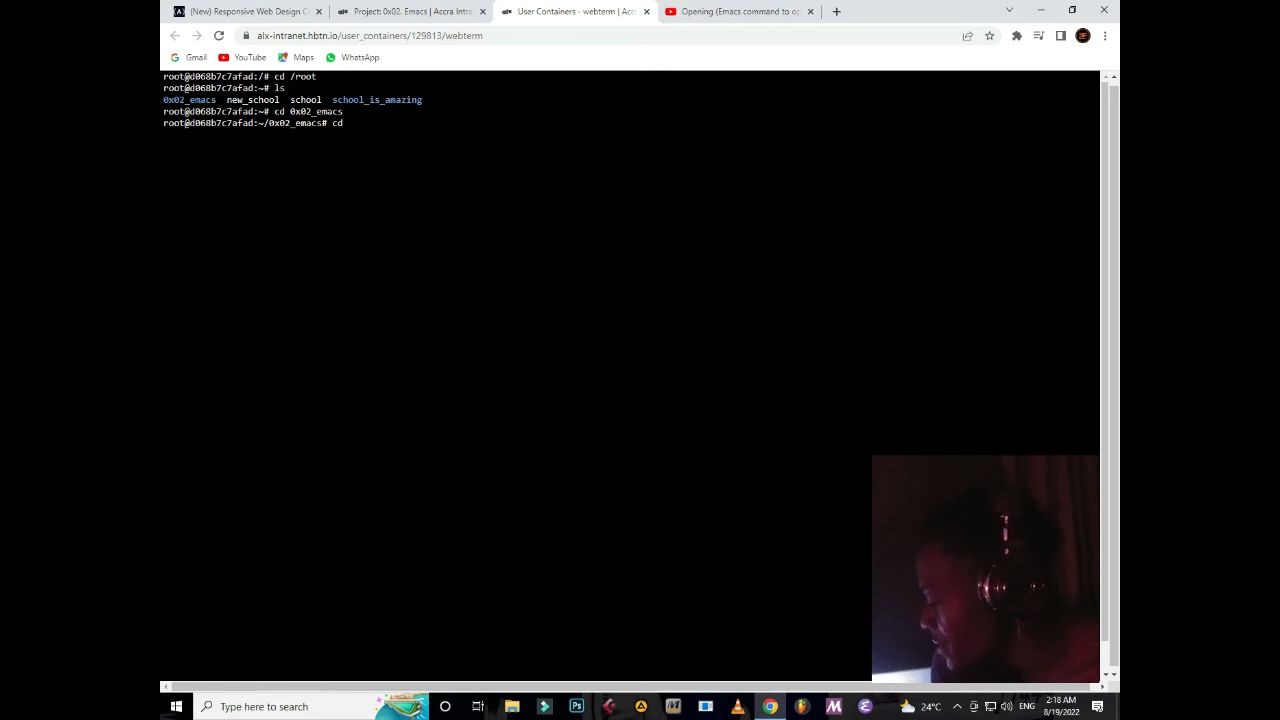 (New) Responsive Web Design C
Project: 0x02. Emacs | Accra Intra
User Containers - webterm | Acc
Opening (Emacs command to op
alx-intranet.hbtn.io/user_containers/129813/webterm
Gmail
YouTube
Maps
WhatsApp
root@d068b7c7afad:/# cd /root
root@d068b7c7afad:~# ls
0x02_emacs new_school school school_is_amazing
root@d068b7c7afad:~# cd 0x02_emacs
root@d068b7c7afad:~/0x02_emacs# cd
Type here to search
24°C
ENG
2:18 AM
8/19/2022